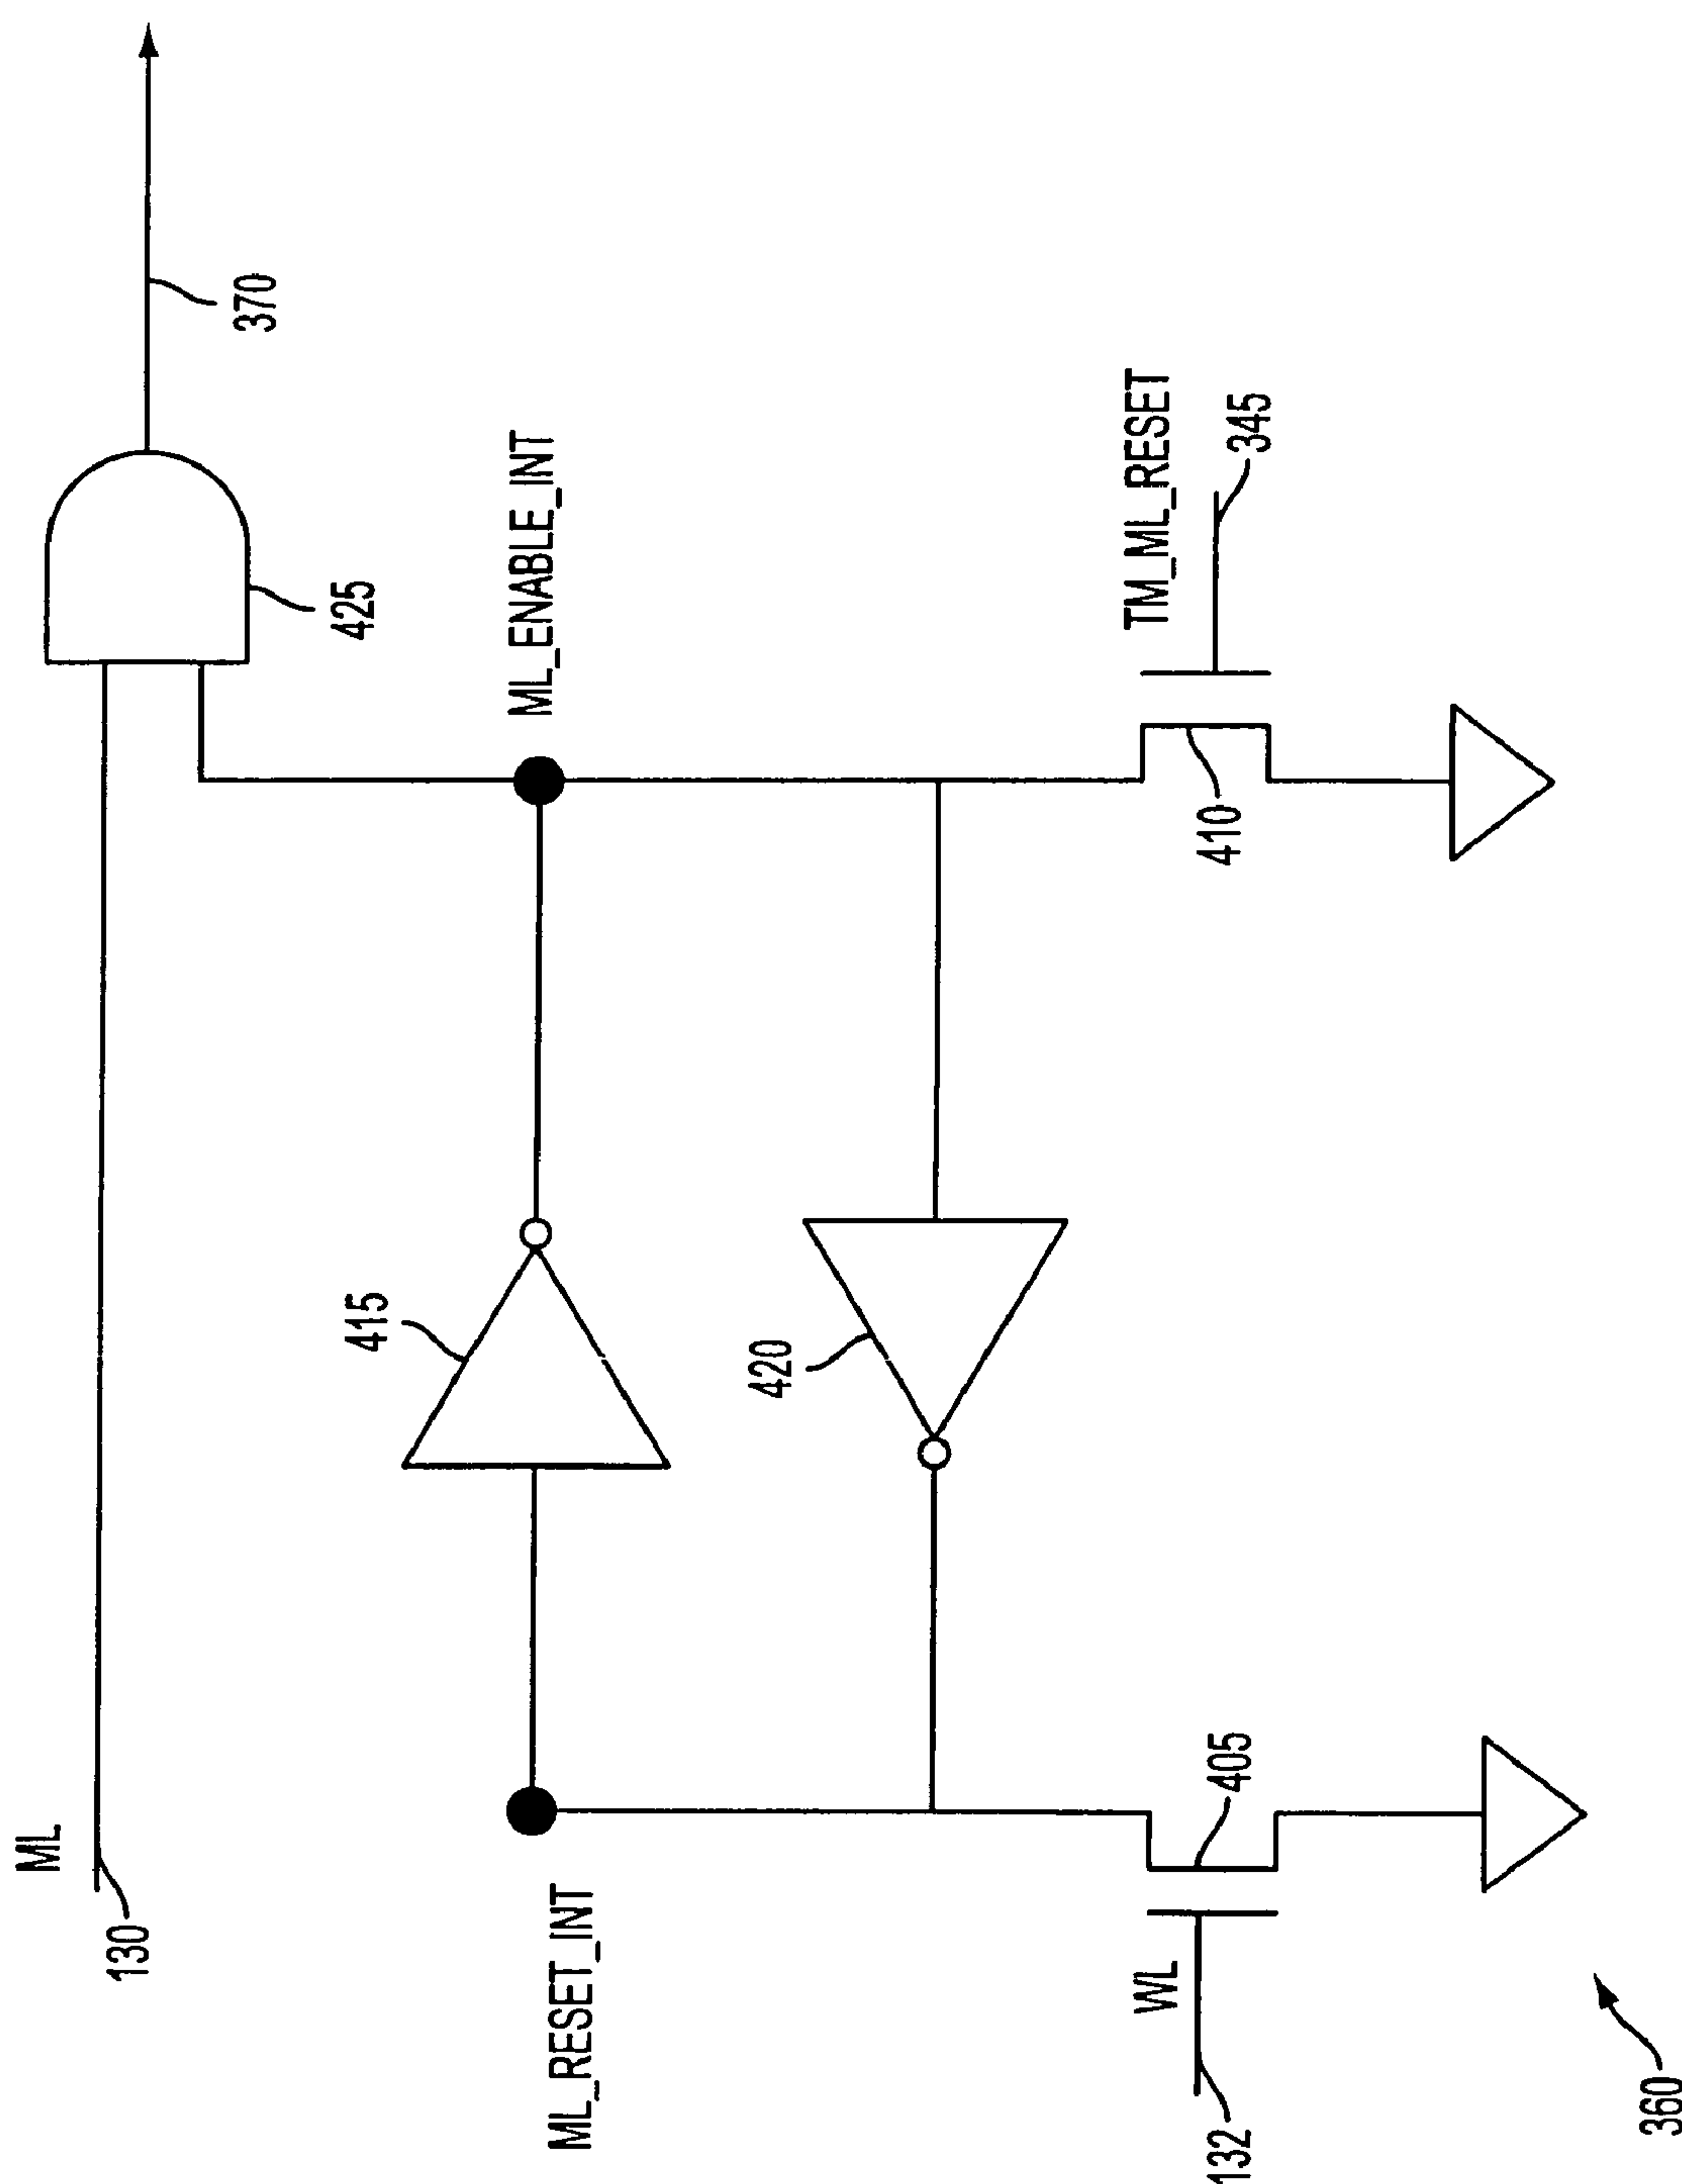 ML
130
370
425
ML_ENABLE_INT
415
420
ML_RESET_INT
TM_ML_RESET
345
410
405
WL
132
360